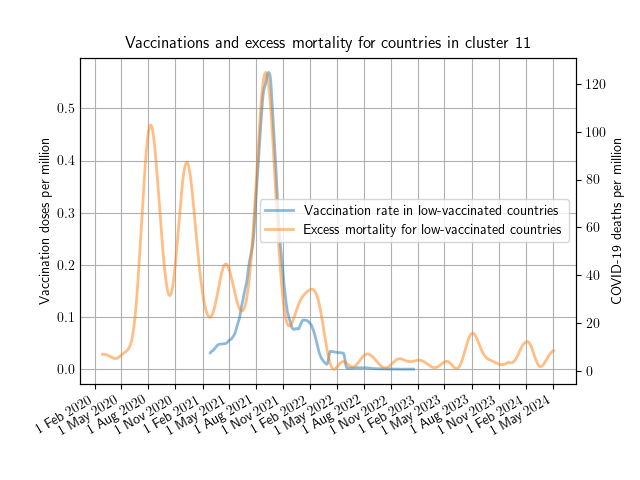 Vaccinations and excess mortality for countries in cluster 11
Vaccination doses per million
0.5
0.4
0.3
0.2
0.1
0.0
Vaccination rate in low-vaccinated countries
Excess mortality for low-vaccinated countries
120
100
80
60
40
20
0
COVID-19 deaths per million
1 Feb 2020
1 May 2020
1 Aug 2020
1 Nov 2020
1 Feb 2021
1 May 2021
1 Aug 2021
1 Nov 2021
1 Feb 2022
1 May 2022
1 Aug 2022
1 Nov 2022
1 Feb 2023
1 May 2023
1 Aug 2023
1 Nov 2023
1 Feb 2024
1 May 2024